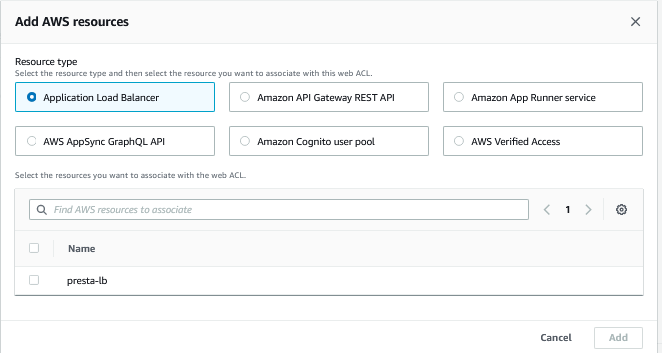 Add AWS resources
Resource type
Select the resource type and then select the resource you want to associate with this web ACL.
Application Load Balancer
Amazon API Gateway REST API
Amazon App Runner service
AWS AppSync GraphQL API
Amazon Cognito user pool
AWS Verified Access
Select the resources you want to associate with the web ACL.
Find AWS resources to associate
1
Name
presta-lb
Cancel
Add